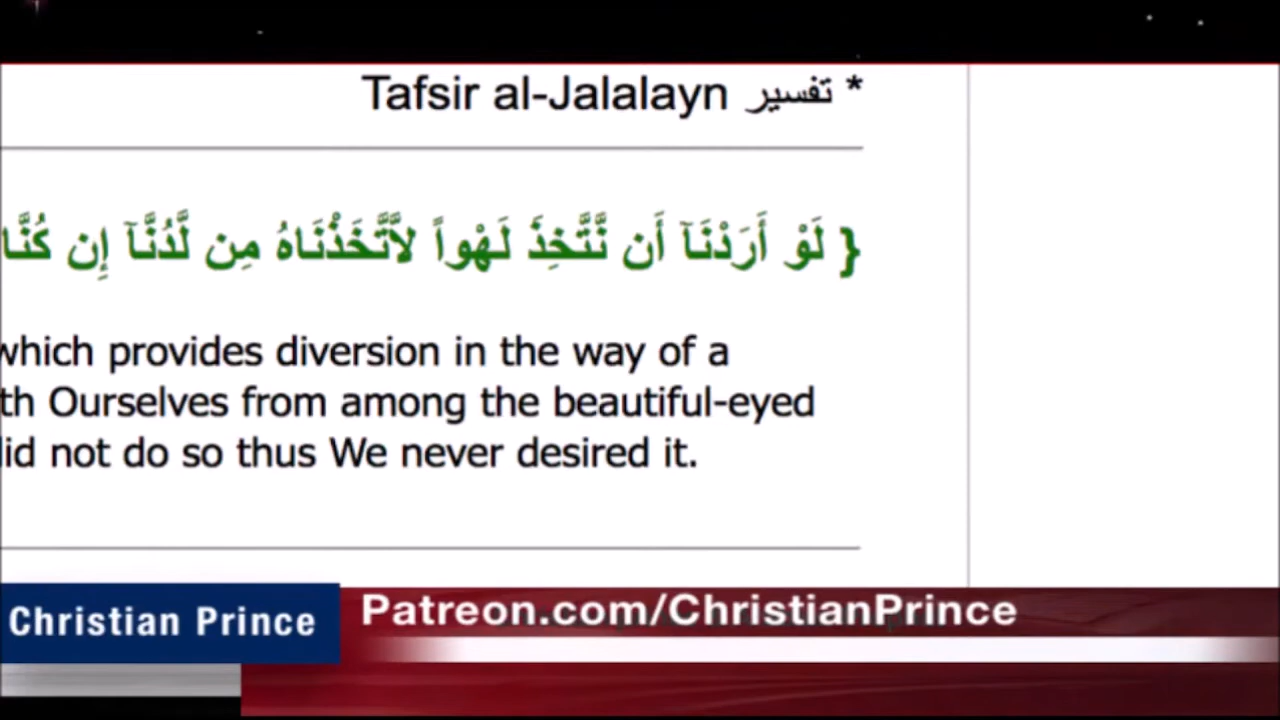 * تفسير Tafsir al-Jalalayn
{ لَوْ أَرَدْنَآ أَن نَّتَّخِذَ لَهْواً لاَّتَّخَذْنَاهُ مِن لَّدُنَّآ إِن كُنَّا
which provides diversion in the way of a
th Ourselves from among the beautiful-eyed
lid not do so thus We never desired it.
Christian Prince
Patreon.com/ChristianPrince